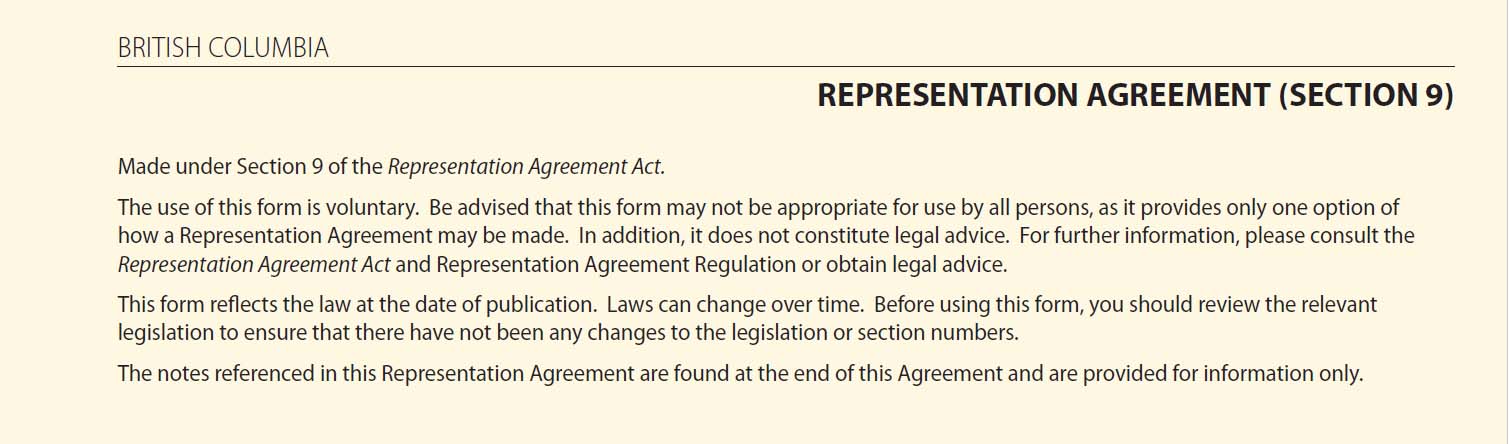 BRITISH COLUMBIA
REPRESENTATION AGREEMENT (SECTION 9)
Made under Section 9 of the Representation Agreement Act.
The use of this form is voluntary.  Be advised that this form may not be appropriate for use by all persons, as it provides only one option of
how a Representation Agreement may be made.  In addition, it does not constitute legal advice.  For further information, please consult the
Representation Agreement Act and Representation Agreement Regulation or obtain legal advice.
This form reflects the law at the date of publication.  Laws can change over time.  Before using this form, you should review the relevant
legislation to ensure that there have not been any changes to the legislation or section numbers.
The notes referenced in this Representation Agreement are found at the end of this Agreement and are provided for information only.